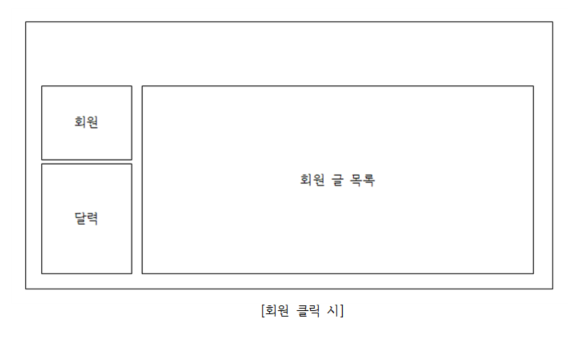 회원
회원 글 목록
달력
[회원 클릭 시]